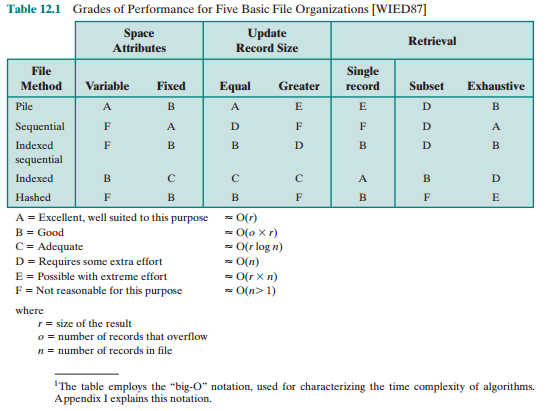 Table 12.1 Grades of Performance for Five Basic File Organizations [WIED87]
Space Attributes Update Record Size Retrieval
File Method Variable Fixed Equal Greater Single record Subset Exhaustive
Pile A B A E E D B
Sequential F A D F F D A
Indexed sequential F B B D B D B
Indexed B C C C A B D
Hashed F B B F B F E
A = Excellent, well suited to this purpose ≈ O(r)
B = Good ≈ O(o × r)
C = Adequate ≈ O(r log n)
D = Requires some extra effort ≈ O(n)
E = Possible with extreme effort ≈ O(r × n)
F = Not reasonable for this purpose ≈ O(n> 1)
where
r = size of the result
o = number of records that overflow
n = number of records in file
¹The table employs the “big-O” notation, used for characterizing the time complexity of algorithms.
Appendix I explains this notation.